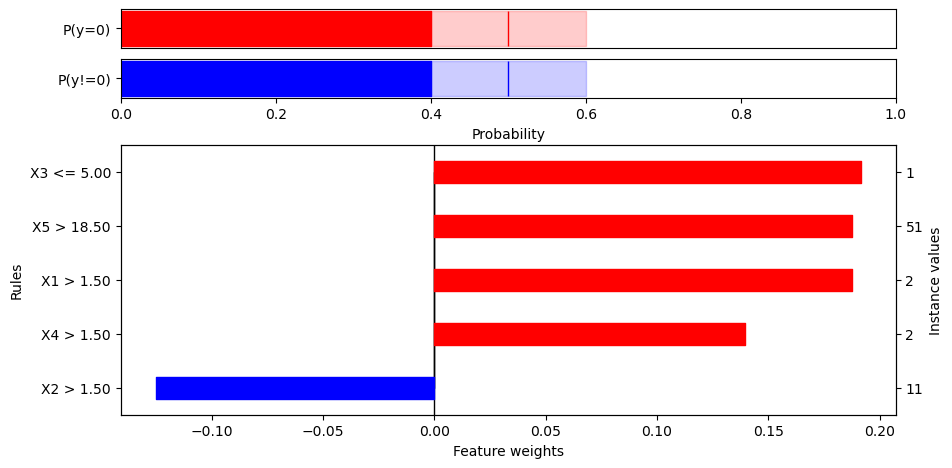 P(y=0)
P(y!=0)
0.0 0.2 0.4 0.6 0.8 1.0
Probability
X3 <= 5.00 1
X5 > 18.50 51
X1 > 1.50 2
X4 > 1.50 2
X2 > 1.50 11
Rules
Instance values
−0.10 −0.05 0.00 0.05 0.10 0.15 0.20
Feature weights